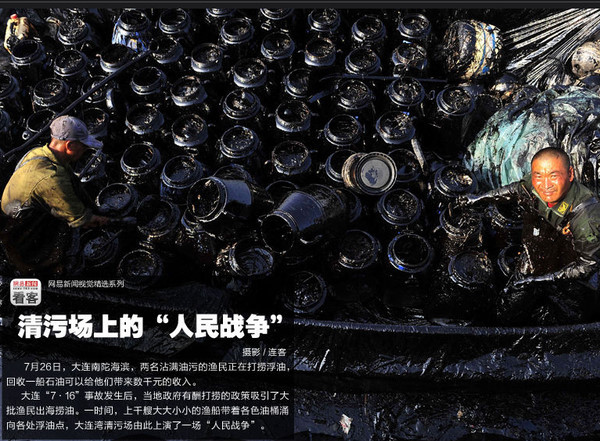 网易新闻
看客
网易新闻视觉精选系列
清污场上的“人民战争”
摄影 / 连客
7月26日，大连南陀海滨，两名沾满油污的渔民正在打捞浮油，
回收一船石油可以给他们带来数千元的收入。
大连“7·16”事故发生后，当地政府有酬打捞的政策吸引了大
批渔民出海捞油。一时间，上千艘大大小小的渔船带着各色油桶涌
向各处浮油点，大连湾清污场由此上演了一场“人民战争”。